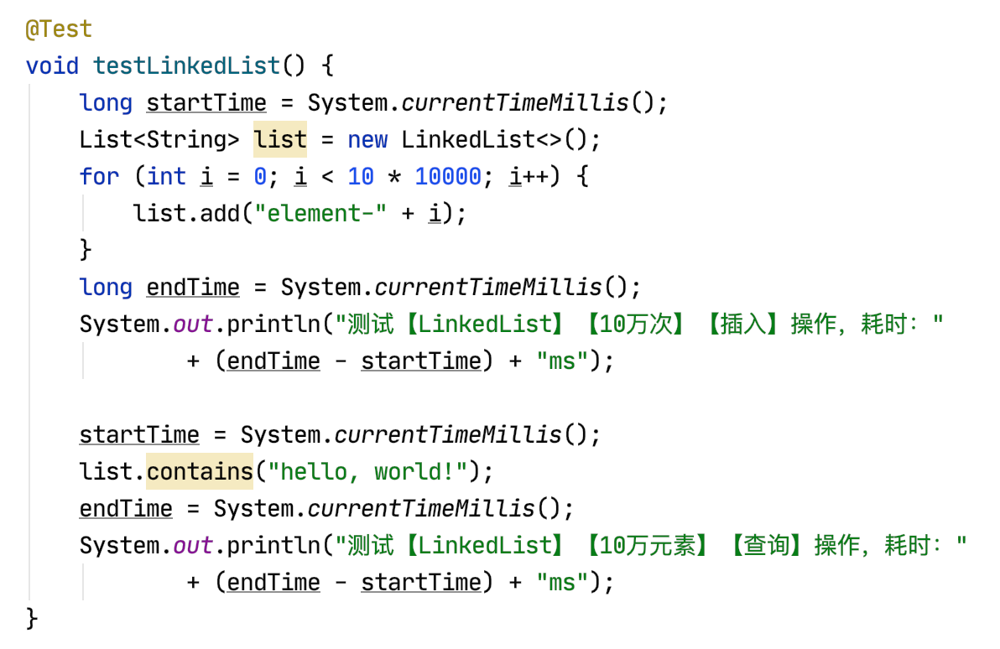 @Test
void testLinkedList() {
    long startTime = System.currentTimeMillis();
    List<String> list = new LinkedList<>();
    for (int i = 0; i < 10 * 10000; i++) {
        list.add("element-" + i);
    }
    long endTime = System.currentTimeMillis();
    System.out.println("测试【LinkedList】【10万次】【插入】操作，耗时："
            + (endTime - startTime) + "ms");

    startTime = System.currentTimeMillis();
    list.contains("hello, world!");
    endTime = System.currentTimeMillis();
    System.out.println("测试【LinkedList】【10万元素】【查询】操作，耗时："
            + (endTime - startTime) + "ms");
}